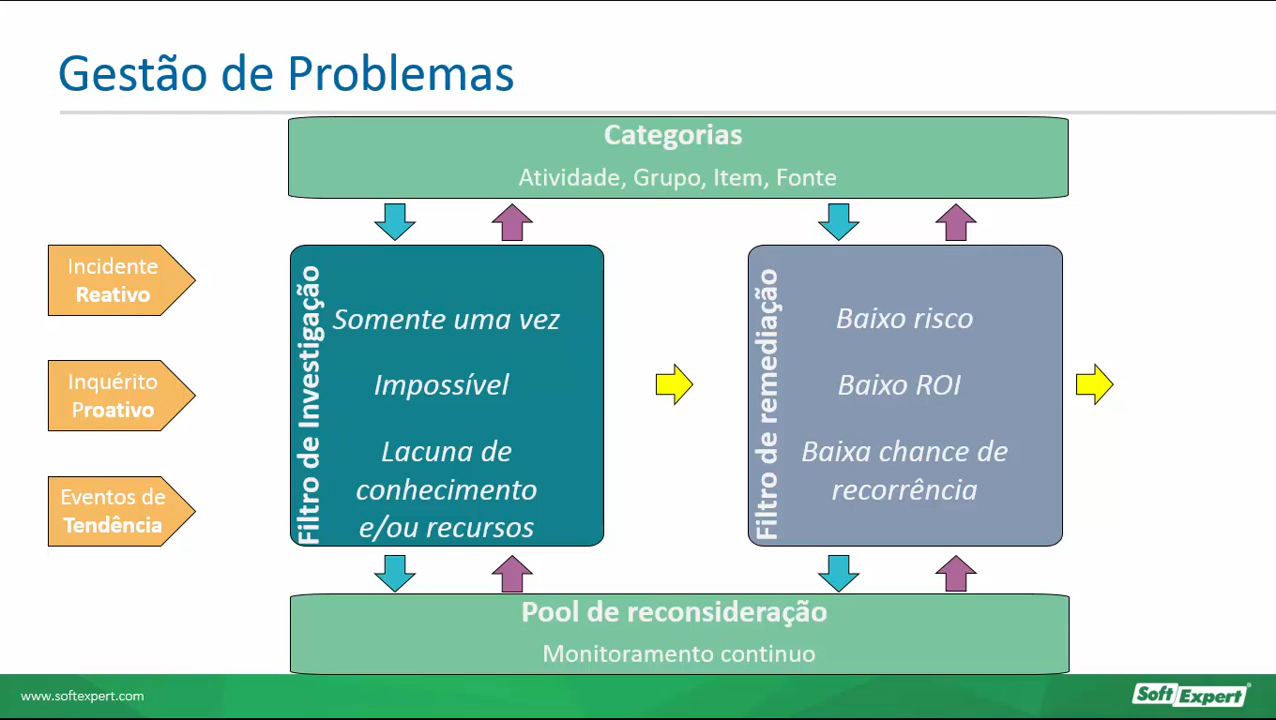 Gestão de Problemas
Categorias
Atividade, Grupo, Item, Fonte
Incidente
Reativo
Inquérito
Proativo
Eventos de
Tendência
Filtro de Investigação
Somente uma vez
Impossível
Lacuna de
conhecimento
e/ou recursos
Filtro de remediação
Baixo risco
Baixo ROI
Baixa chance de
recorrência
Pool de reconsideração
Monitoramento continuo
www.softexpert.com
SoftExpert®